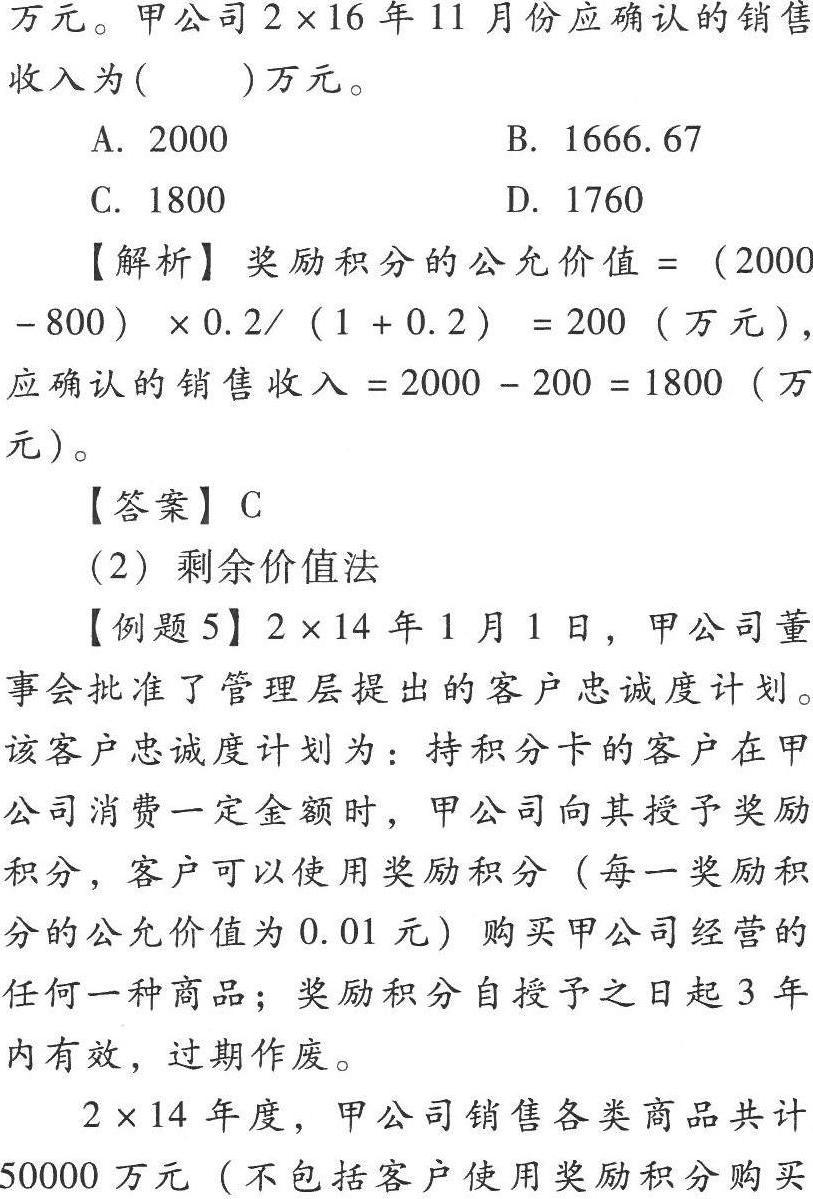 万元。甲公司 2×16 年 11 月份应确认的销售
收入为(　　)万元。
A. 2000　　B. 1666.67
C. 1800　　D. 1760
【解析】奖励积分的公允价值 =（2000
-800）×0.2/（1+0.2）=200（万元），
应确认的销售收入 =2000-200=1800（万
元）。
【答案】C
（2）剩余价值法
【例题 5】2×14 年 1 月 1 日，甲公司董
事会批准了管理层提出的客户忠诚度计划。
该客户忠诚度计划为：持积分卡的客户在甲
公司消费一定金额时，甲公司向其授予奖励
积分，客户可以使用奖励积分（每一奖励积
分的公允价值为 0.01 元）购买甲公司经营的
任何一种商品；奖励积分自授予之日起 3 年
内有效，过期作废。
2×14 年度，甲公司销售各类商品共计
50000 万元（不包括客户使用奖励积分购买